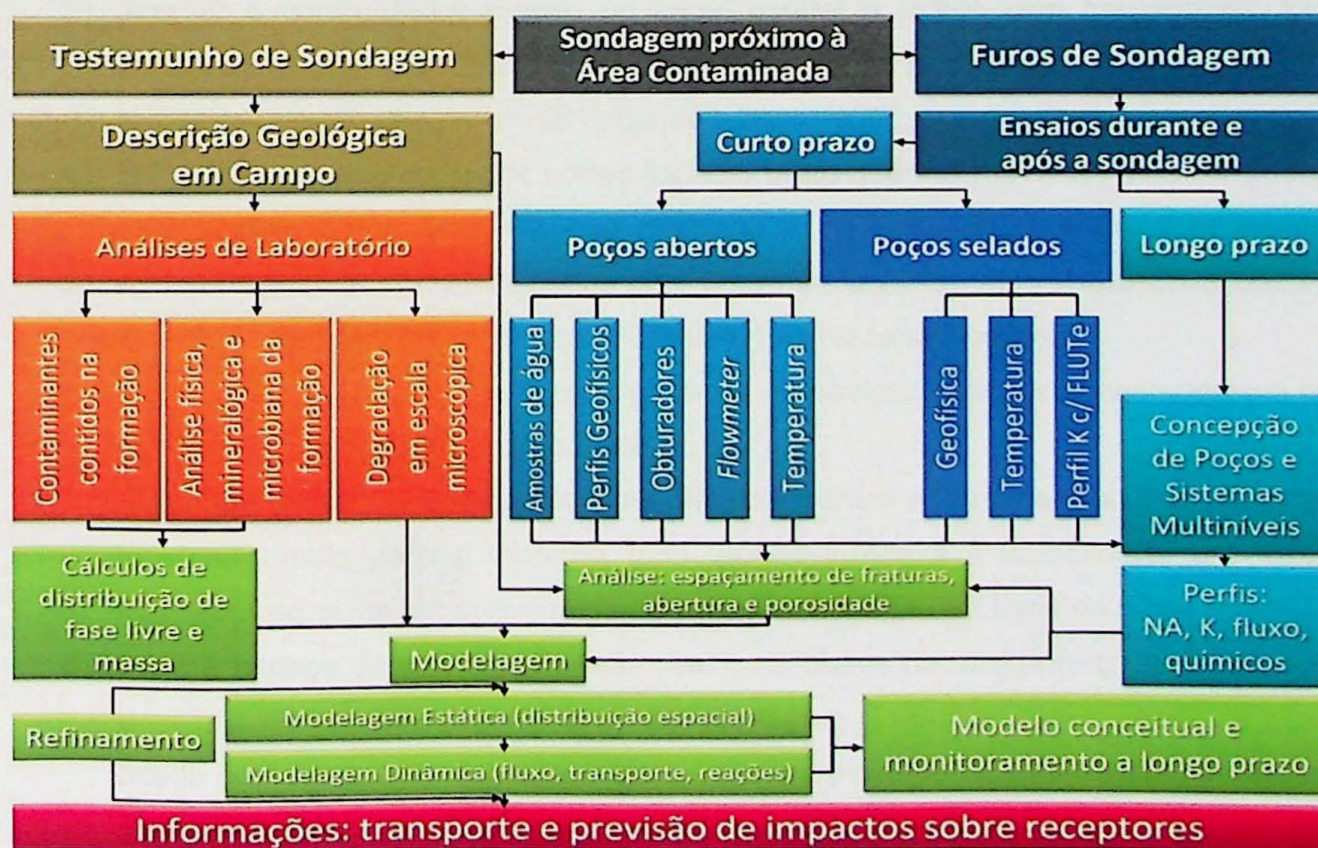 Sondagem próximo à
Área Contaminada
Testemunho de Sondagem
Furos de Sondagem
Descrição Geológica
em Campo
Curto prazo
Ensaios durante e
após a sondagem
Análises de Laboratório
Poços abertos
Poços selados
Longo prazo
Contaminantes
contidos na
formação
Análise física,
mineralógica e
microbiana da
formação
Degradação
em escala
microscópica
Amostras de água
Perfis Geofísicos
Obturadores
Flowmeter
Temperatura
Geofísica
Temperatura
Perfil K c/ FLUTe
Concepção
de Poços e
Sistemas
Multiníveis
Cálculos de
distribuição de
fase livre e
massa
Análise: espaçamento de fraturas,
abertura e porosidade
Perfis:
NA, K, fluxo,
químicos
Modelagem
Refinamento
Modelagem Estática (distribuição espacial)
Modelagem Dinâmica (fluxo, transporte, reações)
Modelo conceitual e
monitoramento a longo prazo
Informações: transporte e previsão de impactos sobre receptores